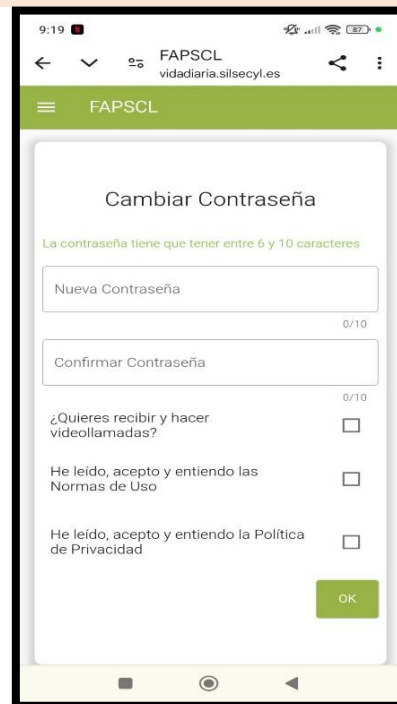 9:19
87
FAPSCL
vidadiaria.silsecyl.es
FAPSCL
Cambiar Contraseña
La contraseña tiene que tener entre 6 y 10 caracteres
Nueva Contraseña
0/10
Confirmar Contraseña
0/10
¿Quieres recibir y hacer
videollamadas?
He leído, acepto y entiendo las
Normas de Uso
He leído, acepto y entiendo la Política
de Privacidad
OK